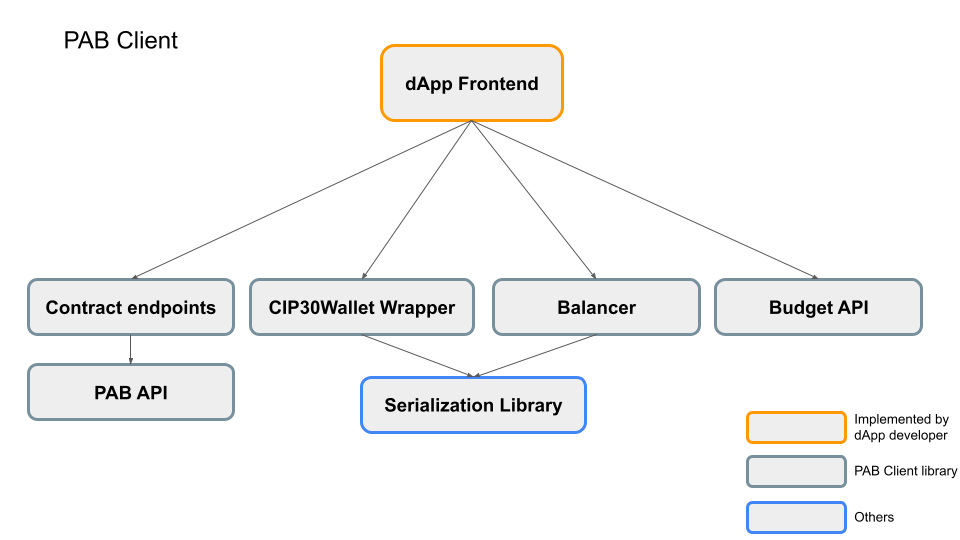 PAB Client
dApp Frontend
Contract endpoints
CIP30Wallet Wrapper
Balancer
Budget API
PAB API
Serialization Library
Implemented by
dApp developer
PAB Client library
Others